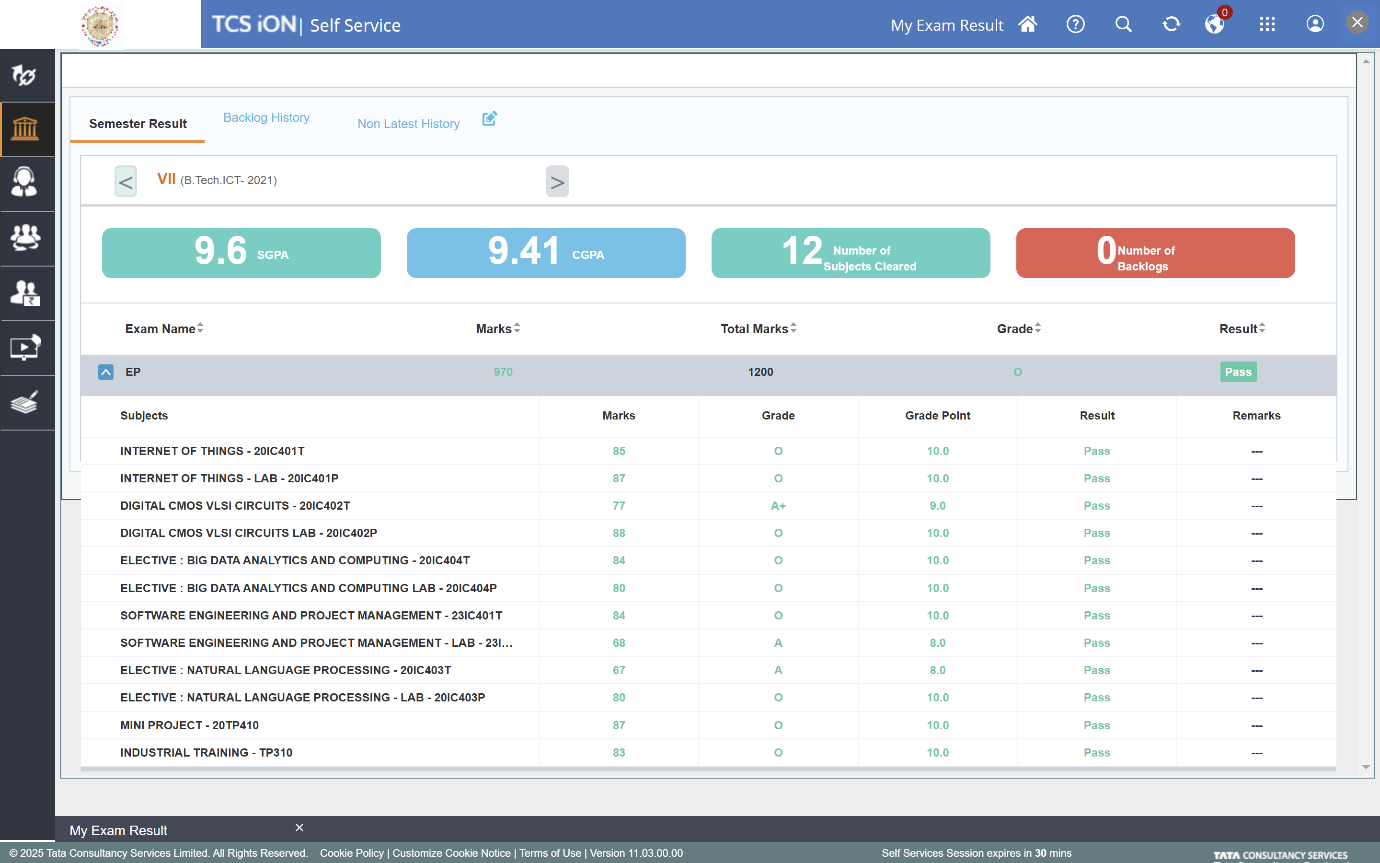 TCS iON | Self Service
My Exam Result
0
Semester Result
Backlog History
Non Latest History
<
VII (B.Tech.ICT- 2021)
>
9.6 SGPA
9.41 CGPA
12 Number of
Subjects Cleared
0 Number of
Backlogs
Exam Name Marks Total Marks Grade Result
EP 970 1200 O Pass
Subjects Marks Grade Grade Point Result Remarks
INTERNET OF THINGS - 20IC401T 85 O 10.0 Pass ---
INTERNET OF THINGS - LAB - 20IC401P 87 O 10.0 Pass ---
DIGITAL CMOS VLSI CIRCUITS - 20IC402T 77 A+ 9.0 Pass ---
DIGITAL CMOS VLSI CIRCUITS LAB - 20IC402P 88 O 10.0 Pass ---
ELECTIVE : BIG DATA ANALYTICS AND COMPUTING - 20IC404T 84 O 10.0 Pass ---
ELECTIVE : BIG DATA ANALYTICS AND COMPUTING LAB - 20IC404P 80 O 10.0 Pass ---
SOFTWARE ENGINEERING AND PROJECT MANAGEMENT - 23IC401T 84 O 10.0 Pass ---
SOFTWARE ENGINEERING AND PROJECT MANAGEMENT - LAB - 23I... 68 A 8.0 Pass ---
ELECTIVE : NATURAL LANGUAGE PROCESSING - 20IC403T 67 A 8.0 Pass ---
ELECTIVE : NATURAL LANGUAGE PROCESSING - LAB - 20IC403P 80 O 10.0 Pass ---
MINI PROJECT - 20TP410 87 O 10.0 Pass ---
INDUSTRIAL TRAINING - TP310 83 O 10.0 Pass ---
My Exam Result
© 2025 Tata Consultancy Services Limited. All Rights Reserved. Cookie Policy | Customize Cookie Notice | Terms of Use | Version 11.03.00.00 Self Services Session expires in 30 mins TATA CONSULTANCY SERVICES